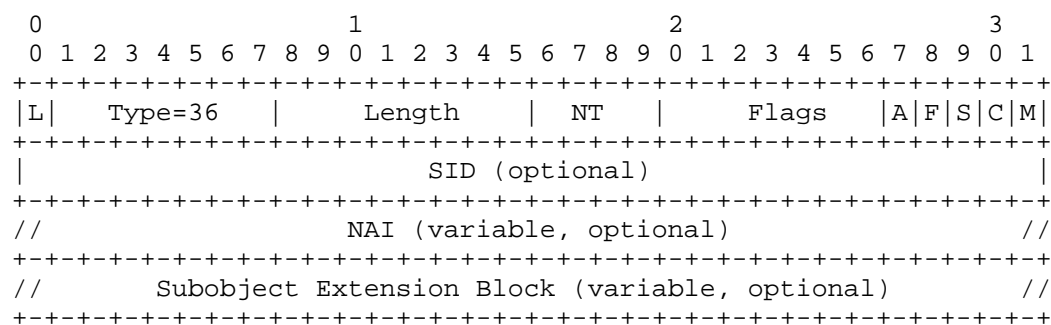 0                   1                   2                   3
 0 1 2 3 4 5 6 7 8 9 0 1 2 3 4 5 6 7 8 9 0 1 2 3 4 5 6 7 8 9 0 1
+-+-+-+-+-+-+-+-+-+-+-+-+-+-+-+-+-+-+-+-+-+-+-+-+-+-+-+-+-+-+-+-+
|L|   Type=36   |     Length    |  NT   |     Flags   |A|F|S|C|M|
+-+-+-+-+-+-+-+-+-+-+-+-+-+-+-+-+-+-+-+-+-+-+-+-+-+-+-+-+-+-+-+-+
|                         SID (optional)                        |
+-+-+-+-+-+-+-+-+-+-+-+-+-+-+-+-+-+-+-+-+-+-+-+-+-+-+-+-+-+-+-+-+
//                   NAI (variable, optional)                  //
+-+-+-+-+-+-+-+-+-+-+-+-+-+-+-+-+-+-+-+-+-+-+-+-+-+-+-+-+-+-+-+-+
//       Subobject Extension Block (variable, optional)        //
+-+-+-+-+-+-+-+-+-+-+-+-+-+-+-+-+-+-+-+-+-+-+-+-+-+-+-+-+-+-+-+-+